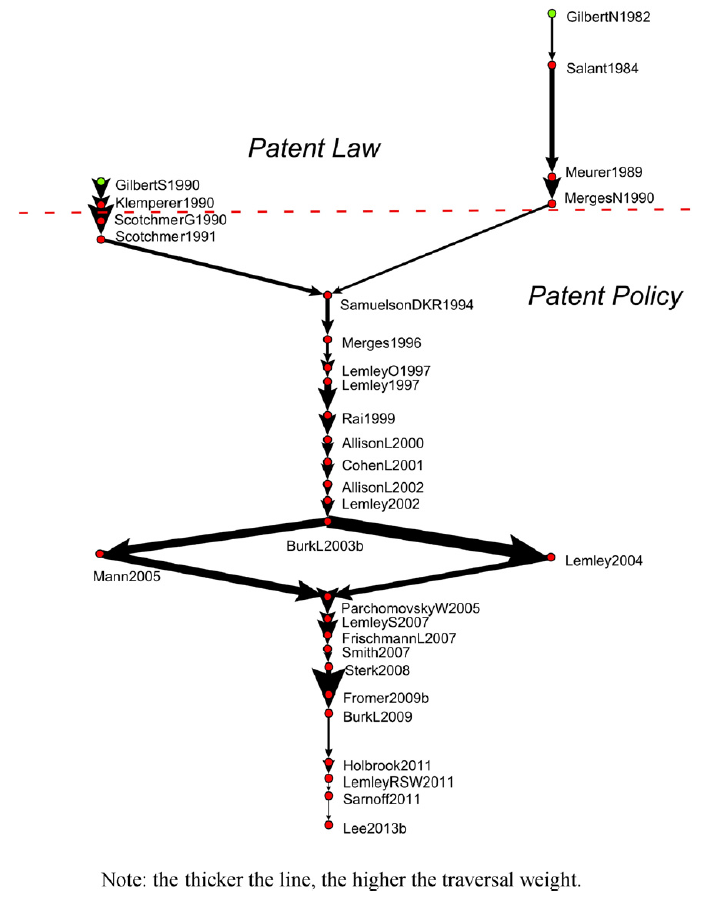 GilbertN1982
Salant1984
Patent Law
Meurer1989
GilbertS1990
MergesN1990
Klemperer1990
ScotchmerG1990
Scotchmer1991
Patent Policy
SamuelsonDKR1994
Merges1996
LemleyO1997
Lemley1997
Rai1999
AllisonL2000
CohenL2001
AllisonL2002
Lemley2002
BurkL2003b
Lemley2004
Mann2005
ParchomovskyW2005
LemleyS2007
FrischmannL2007
Smith2007
Sterk2008
Fromer2009b
BurkL2009
Holbrook2011
LemleyRSW2011
Sarnoff2011
Lee2013b
Note: the thicker the line, the higher the traversal weight.